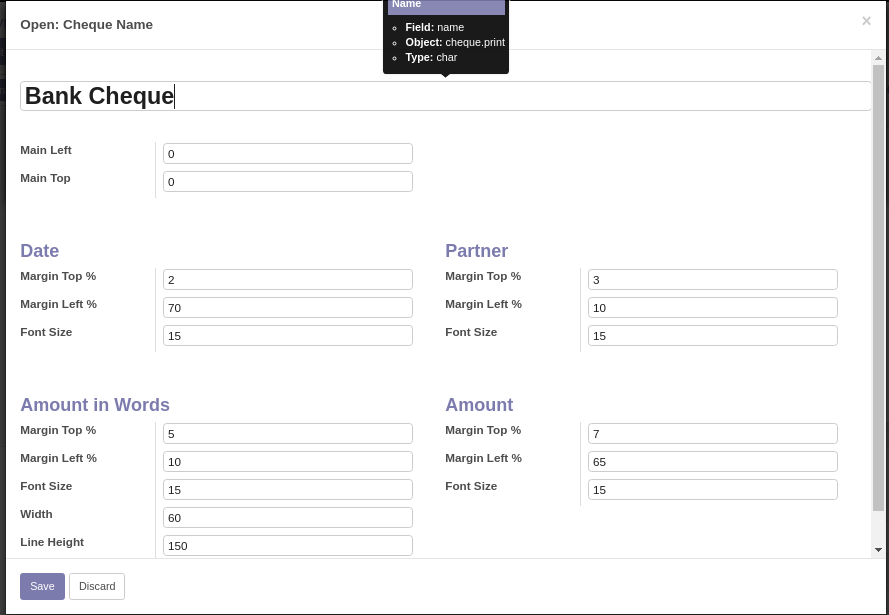 Name
Open: Cheque Name
×
Field: name
Object: cheque.print
Type: char
Bank Cheque
Main Left 0
Main Top 0
Date Partner
Margin Top % 2 Margin Top % 3
Margin Left % 70 Margin Left % 10
Font Size 15 Font Size 15
Amount in Words Amount
Margin Top % 5 Margin Top % 7
Margin Left % 10 Margin Left % 65
Font Size 15 Font Size 15
Width 60
Line Height 150
Save Discard